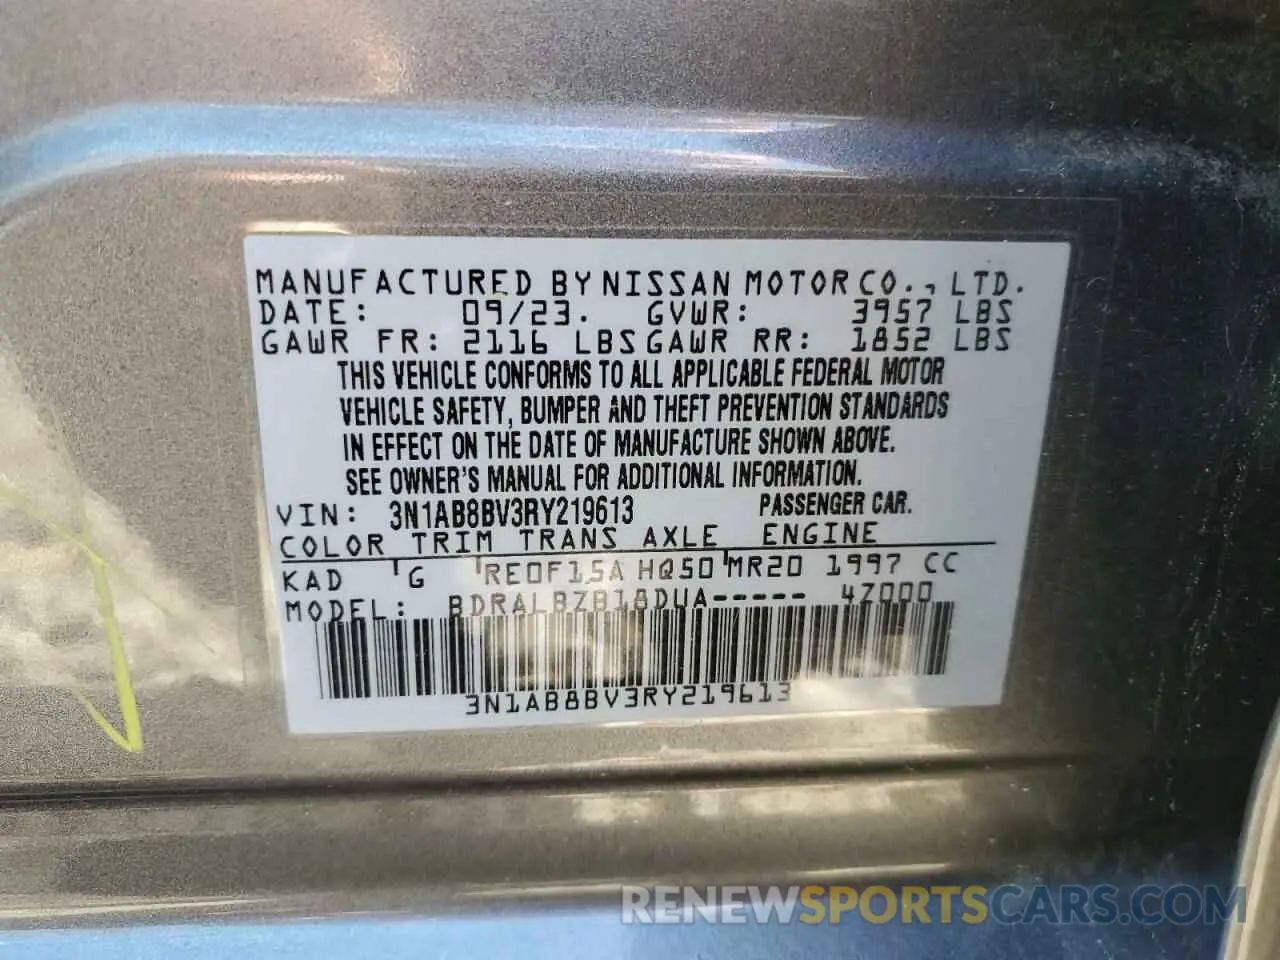 MANUFACTURED BY NISSAN MOTOR CO., LTD.
DATE: 09/23. GVWR: 3957 LBS
GAWR FR: 2116 LBS GAWR RR: 1852 LBS
THIS VEHICLE CONFORMS TO ALL APPLICABLE FEDERAL MOTOR
VEHICLE SAFETY, BUMPER AND THEFT PREVENTION STANDARDS
IN EFFECT ON THE DATE OF MANUFACTURE SHOWN ABOVE.
SEE OWNER'S MANUAL FOR ADDITIONAL INFORMATION.
VIN: 3N1AB8BV3RY219613 PASSENGER CAR.
COLOR TRIM TRANS AXLE ENGINE
KAD G RE0F15A HQ50 MR20 1997 CC
MODEL: BDRALBZB18DUA----- 47000
3N1AB8BV3RY219613
RENEWSPORTSCARS.COM